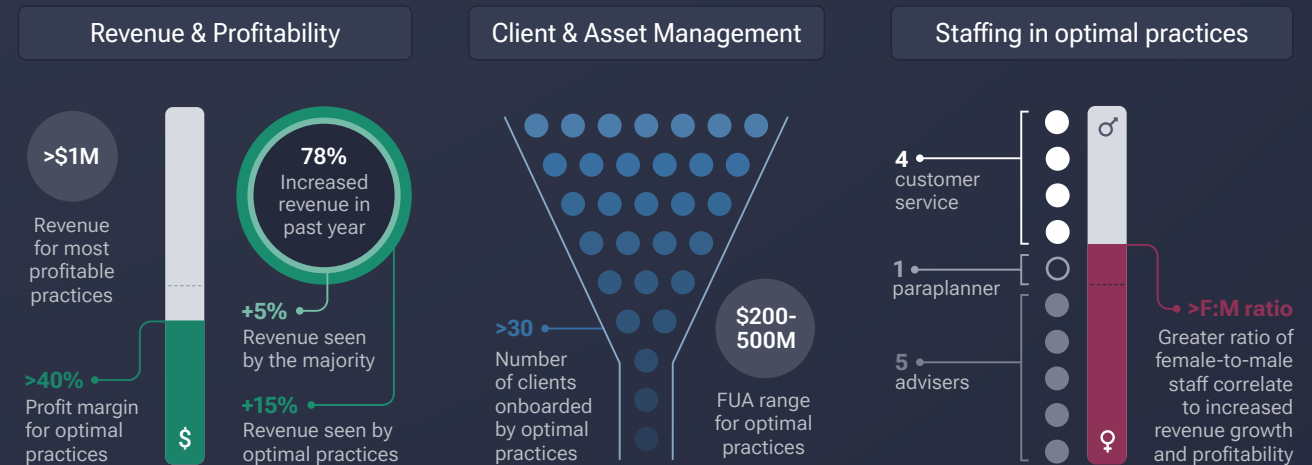 Revenue & Profitability
>$1M
Revenue
for most
profitable
practices
78%
Increased
revenue in
past year
+5%
Revenue seen
by the majority
>40%
Profit margin
for optimal
practices
$
+15%
Revenue seen by
optimal practices
Client & Asset Management
>30
Number
of clients
onboarded
by optimal
practices
$200-
500M
FUA range
for optimal
practices
Staffing in optimal practices
4
customer
service
1
paraplanner
5
advisers
♂
♀
>F:M ratio
Greater ratio of
female-to-male
staff correlate
to increased
revenue growth
and profitability